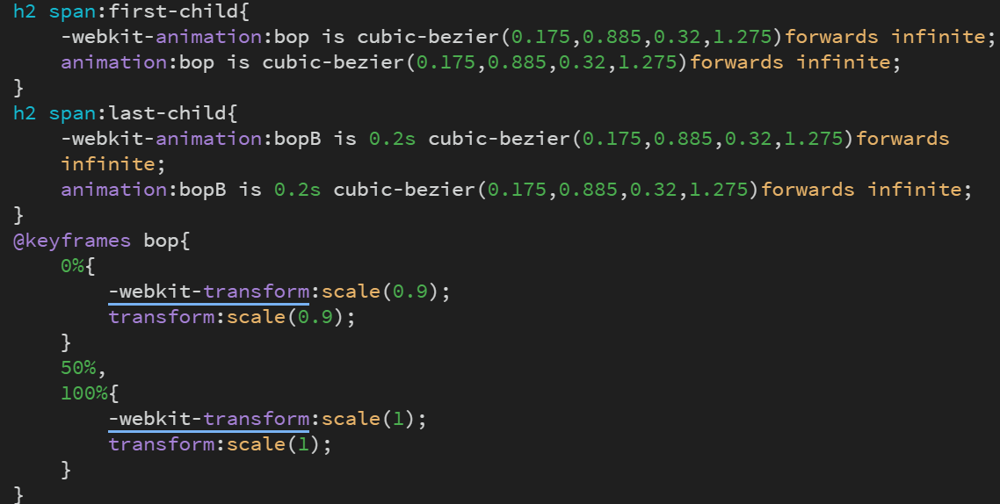 h2 span:first-child{
-webkit-animation:bop is cubic-bezier(0.175,0.885,0.32,1.275)forwards infinite;
animation:bop is cubic-bezier(0.175,0.885,0.32,1.275)forwards infinite;
}
h2 span:last-child{
-webkit-animation:bopB is 0.2s cubic-bezier(0.175,0.885,0.32,1.275)forwards
infinite;
animation:bopB is 0.2s cubic-bezier(0.175,0.885,0.32,1.275)forwards infinite;
}
@keyframes bop{
0%{
-webkit-transform:scale(0.9);
transform:scale(0.9);
}
50%,
100%{
-webkit-transform:scale(1);
transform:scale(1);
}
}